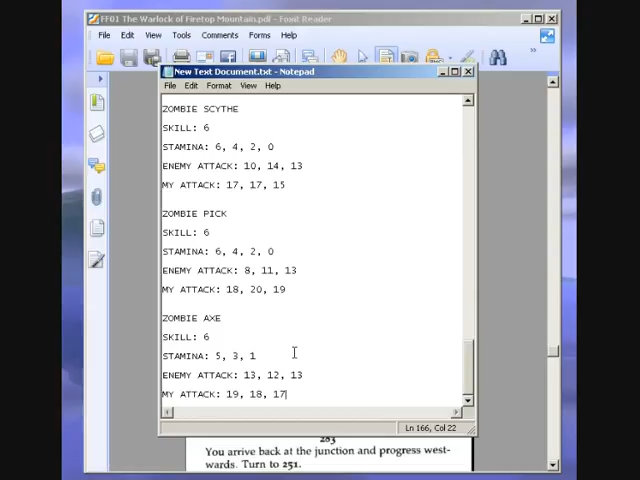 FF01 The Warlock of Firetop Mountain.pdf - Foxit Reader
File Edit View Tools Comments Forms Help
New Text Document.txt - Notepad
File Edit Format View Help
ZOMBIE SCYTHE
SKILL: 6
STAMINA: 6, 4, 2, 0
ENEMY ATTACK: 10, 14, 13
MY ATTACK: 17, 17, 15
ZOMBIE PICK
SKILL: 6
STAMINA: 6, 4, 2, 0
ENEMY ATTACK: 8, 11, 13
MY ATTACK: 18, 20, 19
ZOMBIE AXE
SKILL: 6
STAMINA: 5, 3, 1
ENEMY ATTACK: 13, 12, 13
MY ATTACK: 19, 18, 17
Ln 166, Col 22
You arrive back at the junction and progress west-
wards. Turn to 251.